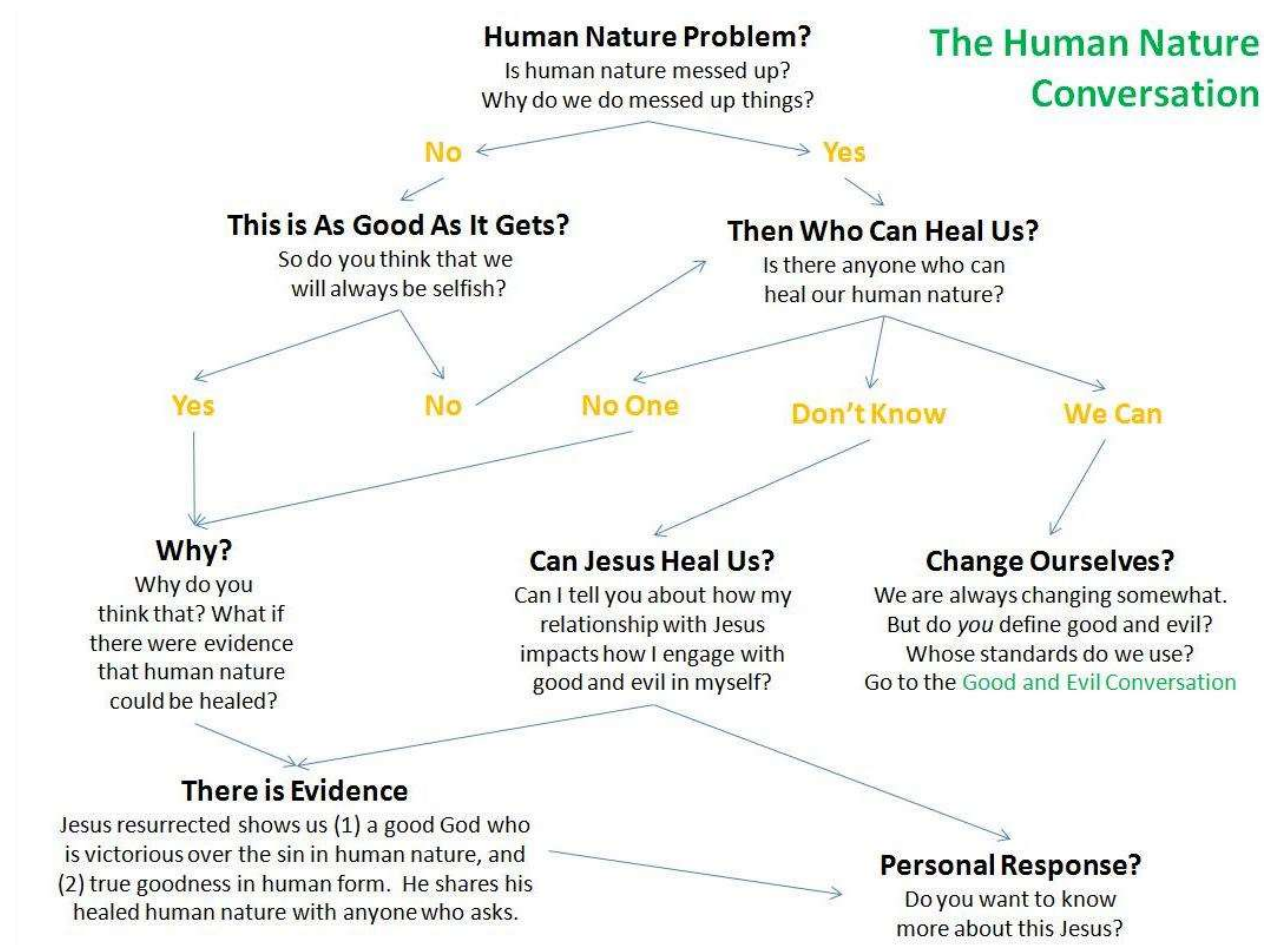 Human Nature Problem?
Is human nature messed up?
Why do we do messed up things?
The Human Nature
Conversation
No
Yes
This is As Good As It Gets?
So do you think that we
will always be selfish?
Then Who Can Heal Us?
Is there anyone who can
heal our human nature?
Yes
No
No One
Don't Know
We Can
Why?
Why do you
think that? What if
there were evidence
that human nature
could be healed?
Can Jesus Heal Us?
Can I tell you about how my
relationship with Jesus
impacts how I engage with
good and evil in myself?
Change Ourselves?
We are always changing somewhat.
But do you define good and evil?
Whose standards do we use?
Go to the Good and Evil Conversation
There is Evidence
Jesus resurrected shows us (1) a good God who
is victorious over the sin in human nature, and
(2) true goodness in human form. He shares his
healed human nature with anyone who asks.
Personal Response?
Do you want to know
more about this Jesus?